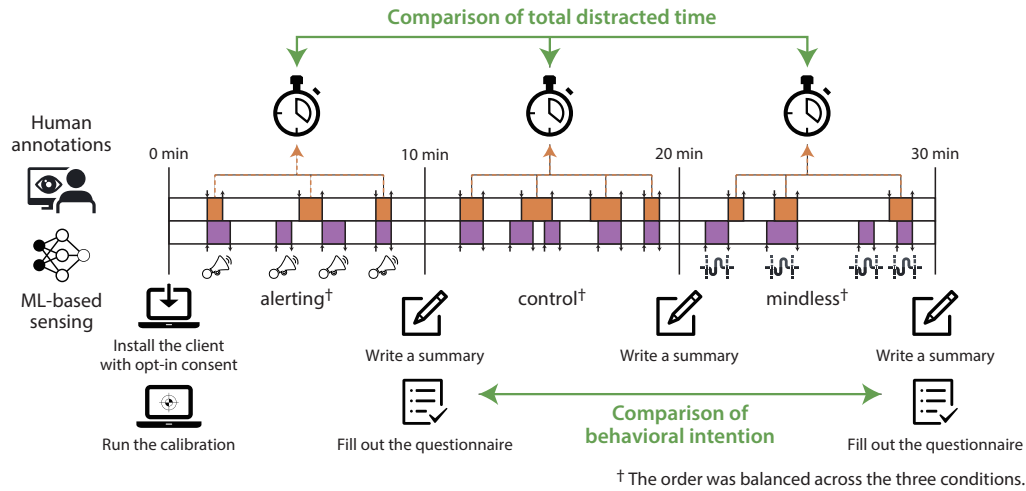 Comparison of total distracted time
Human
annotations
0 min
10 min
20 min
30 min
ML-based
sensing
alerting†
control†
mindless†
Install the client
with opt-in consent
Write a summary
Write a summary
Write a summary
Run the calibration
Fill out the questionnaire
Comparison of
behavioral intention
Fill out the questionnaire
† The order was balanced across the three conditions.